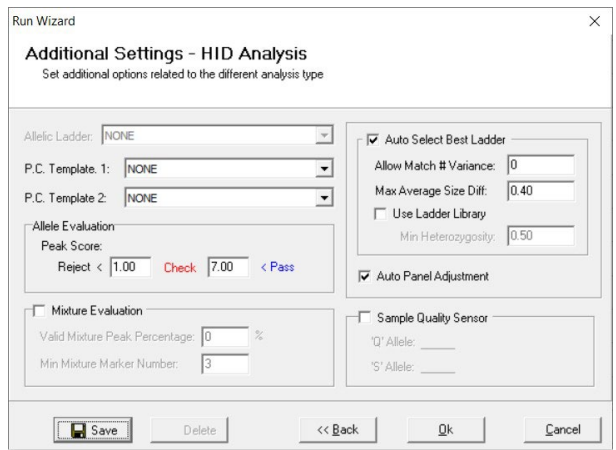 Run Wizard
Additional Settings - HID Analysis
Set additional options related to the different analysis type
Allelic Ladder: NONE
P.C. Template. 1: NONE
P.C. Template 2: NONE
Allele Evaluation
Peak Score:
Reject < 1.00 Check 7.00 < Pass
Mixture Evaluation
Valid Mixture Peak Percentage: 0 %
Min Mixture Marker Number: 3
Auto Select Best Ladder
Allow Match # Variance: 0
Max Average Size Diff: 0.40
Use Ladder Library
Min Heterozygosity: 0.50
Auto Panel Adjustment
Sample Quality Sensor
'Q' Allele:
'S' Allele:
Save Delete << Back Ok Cancel